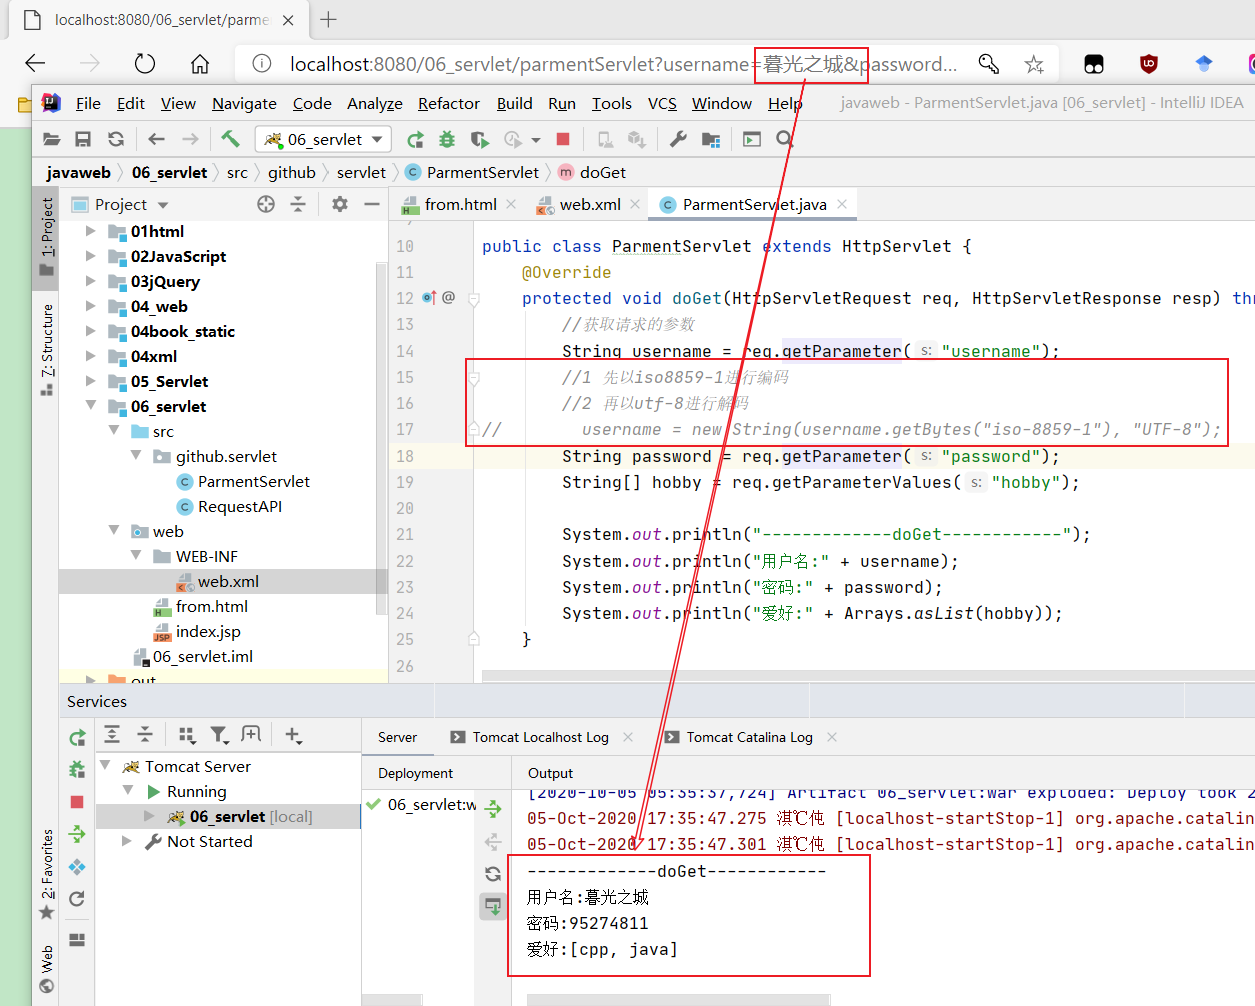 localhost:8080/06_servlet/parme
localhost:8080/06_servlet/parmentServlet?username=暮光之城&password...
File Edit View Navigate Code Analyze Refactor Build Run Tools VCS Window Help javaweb - ParmentServlet.java [06_servlet] - IntelliJ IDEA
06_servlet
javaweb 06_servlet src github servlet ParmentServlet doGet
1: Project
7: Structure
2: Favorites
Web
Project
01html
02JavaScript
03jQuery
04_web
04book_static
04xml
05_Servlet
06_servlet
src
github.servlet
ParmentServlet
RequestAPI
web
WEB-INF
web.xml
from.html
index.jsp
06_servlet.iml
out
from.html web.xml ParmentServlet.java
10 public class ParmentServlet extends HttpServlet {
11 @Override
12 protected void doGet(HttpServletRequest req, HttpServletResponse resp) thr
13 //获取请求的参数
14 String username = req.getParameter( s: "username");
15 //1 先以iso8859-1进行编码
16 //2 再以utf-8进行解码
17 // username = new String(username.getBytes("iso-8859-1"), "UTF-8");
18 String password = req.getParameter( s: "password");
19 String[] hobby = req.getParameterValues( s: "hobby");
20
21 System.out.println("-------------doGet------------");
22 System.out.println("用户名:" + username);
23 System.out.println("密码:" + password);
24 System.out.println("爱好:" + Arrays.asList(hobby));
25 }
26
Services
Tomcat Server
Running
06_servlet [local]
Not Started
Server Tomcat Localhost Log Tomcat Catalina Log
Deployment
06_servlet:w
Output
[2020-10-05 05:35:37,724] Artifact 06_servlet:war exploded: Deploy took 2
05-Oct-2020 17:35:47.275 淇℃伅 [localhost-startStop-1] org.apache.catalin
05-Oct-2020 17:35:47.301 淇℃伅 [localhost-startStop-1] org.apache.catalin
-------------doGet------------
用户名:暮光之城
密码:95274811
爱好:[cpp, java]